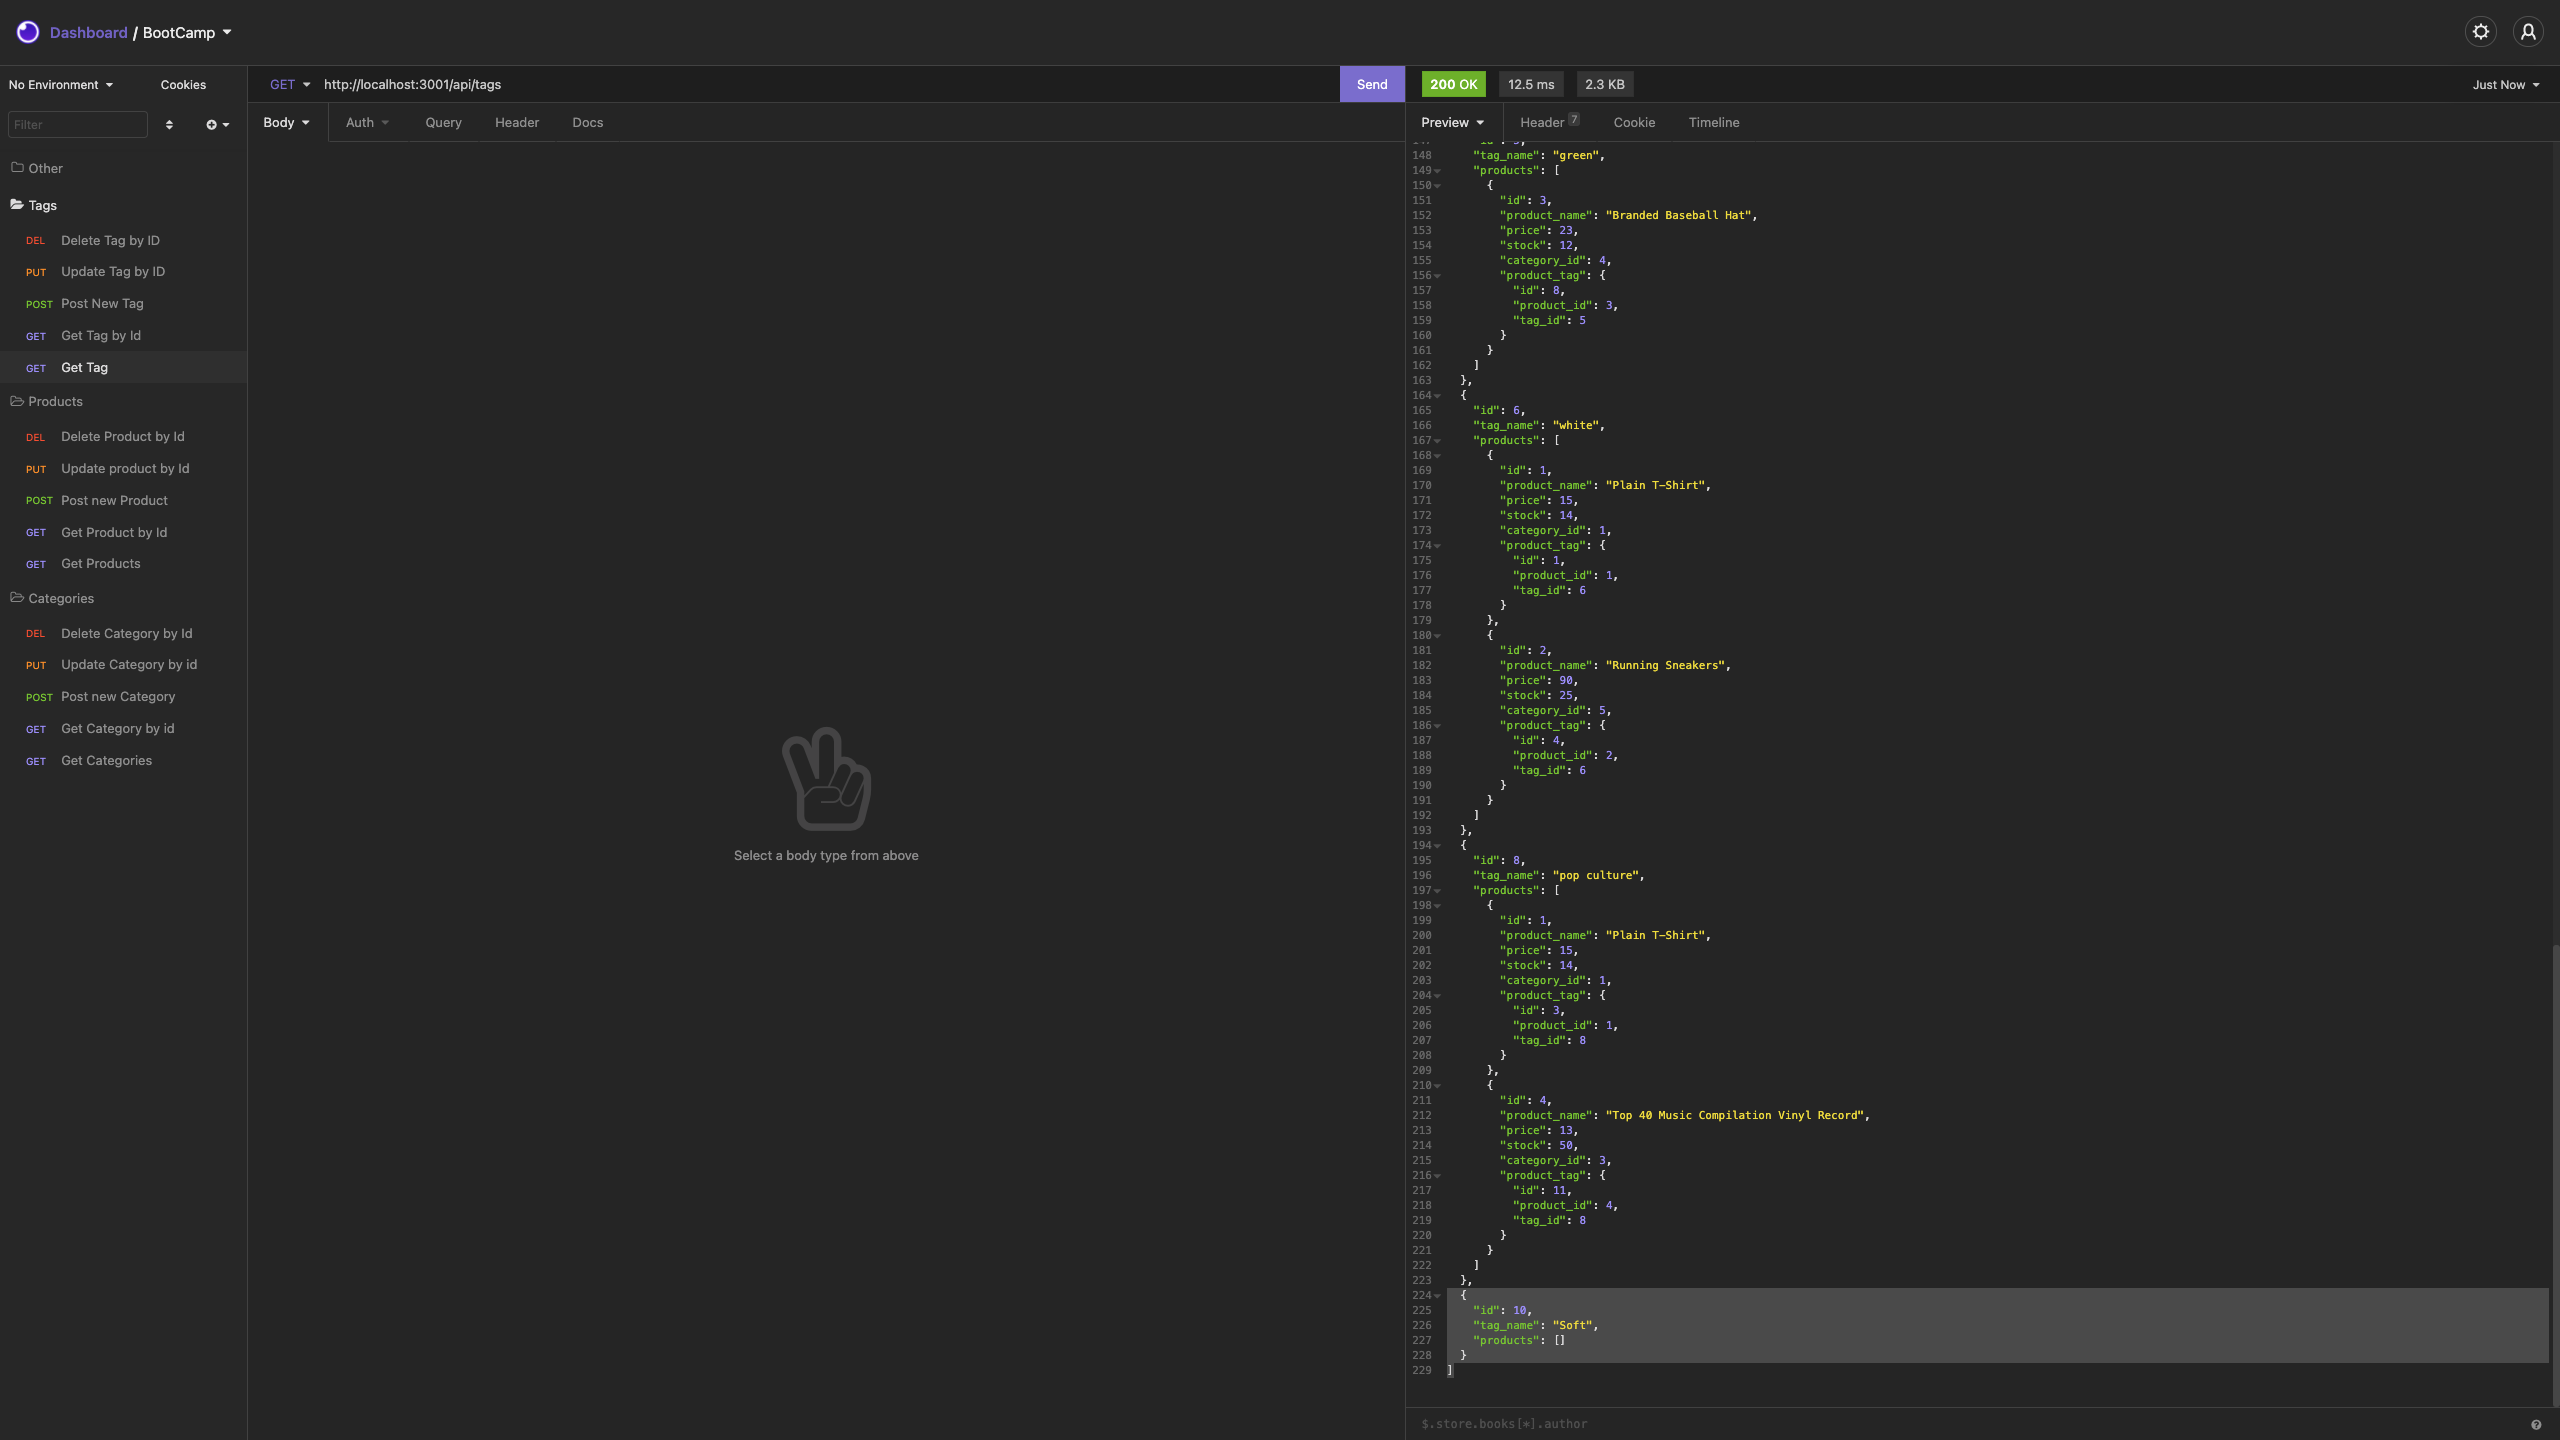 Dashboard / BootCamp
No Environment
Cookies
GET http://localhost:3001/api/tags
Send
200 OK
12.5 ms
2.3 KB
Just Now
Filter
Body
Auth
Query
Header
Docs
Preview
Header 7
Cookie
Timeline
Other
Tags
DEL Delete Tag by ID
PUT Update Tag by ID
POST Post New Tag
GET Get Tag by Id
GET Get Tag
Products
DEL Delete Product by Id
PUT Update product by Id
POST Post new Product
GET Get Product by Id
GET Get Products
Categories
DEL Delete Category by Id
PUT Update Category by id
POST Post new Category
GET Get Category by id
GET Get Categories
Select a body type from above
148 "tag_name": "green",
149 "products": [
150 {
151 "id": 3,
152 "product_name": "Branded Baseball Hat",
153 "price": 23,
154 "stock": 12,
155 "category_id": 4,
156 "product_tag": {
157 "id": 8,
158 "product_id": 3,
159 "tag_id": 5
160 }
161 }
162 ]
163 },
164 {
165 "id": 6,
166 "tag_name": "white",
167 "products": [
168 {
169 "id": 1,
170 "product_name": "Plain T-Shirt",
171 "price": 15,
172 "stock": 14,
173 "category_id": 1,
174 "product_tag": {
175 "id": 1,
176 "product_id": 1,
177 "tag_id": 6
178 }
179 },
180 {
181 "id": 2,
182 "product_name": "Running Sneakers",
183 "price": 90,
184 "stock": 25,
185 "category_id": 5,
186 "product_tag": {
187 "id": 4,
188 "product_id": 2,
189 "tag_id": 6
190 }
191 }
192 ]
193 },
194 {
195 "id": 8,
196 "tag_name": "pop culture",
197 "products": [
198 {
199 "id": 1,
200 "product_name": "Plain T-Shirt",
201 "price": 15,
202 "stock": 14,
203 "category_id": 1,
204 "product_tag": {
205 "id": 3,
206 "product_id": 1,
207 "tag_id": 8
208 }
209 },
210 {
211 "id": 4,
212 "product_name": "Top 40 Music Compilation Vinyl Record",
213 "price": 13,
214 "stock": 50,
215 "category_id": 3,
216 "product_tag": {
217 "id": 11,
218 "product_id": 4,
219 "tag_id": 8
220 }
221 }
222 ]
223 },
224 {
225 "id": 10,
226 "tag_name": "Soft",
227 "products": []
228 }
229 ]
$.store.books[*].author